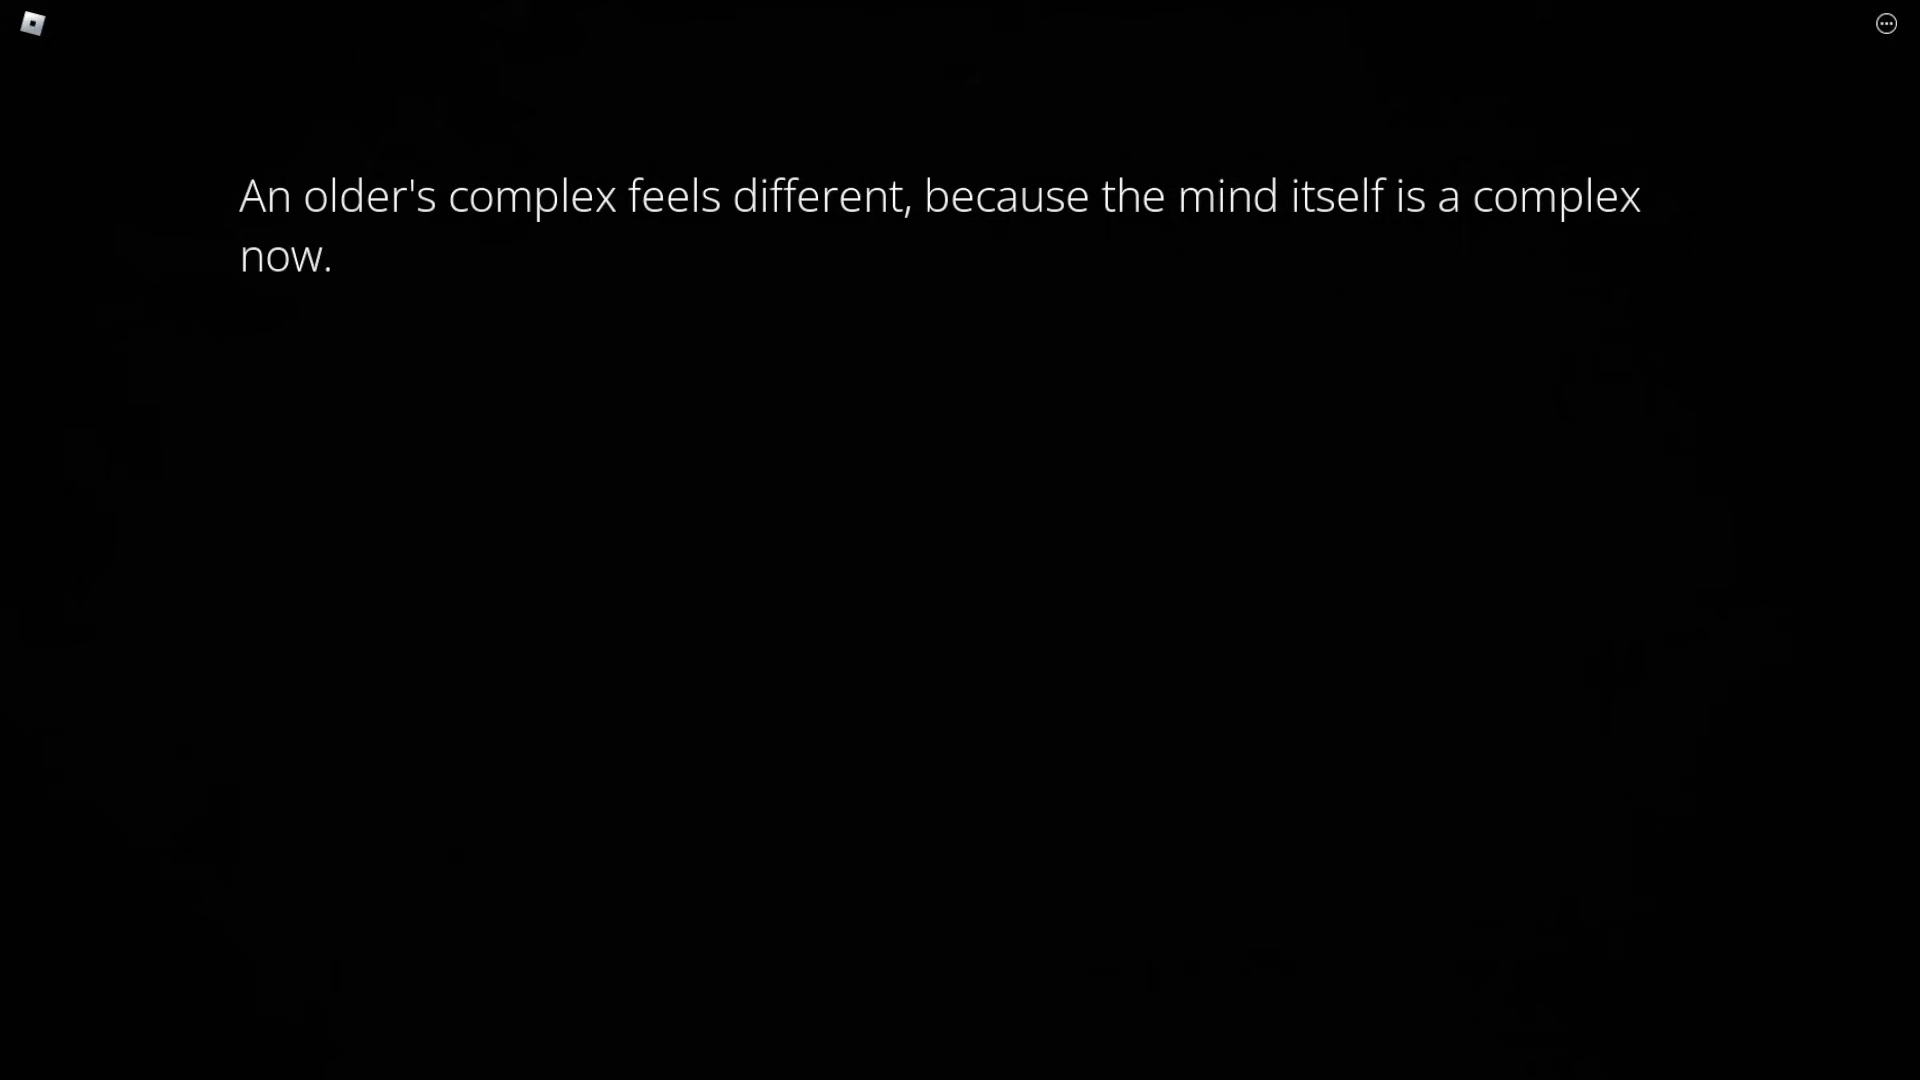 An older's complex feels different, because the mind itself is a complex
now.